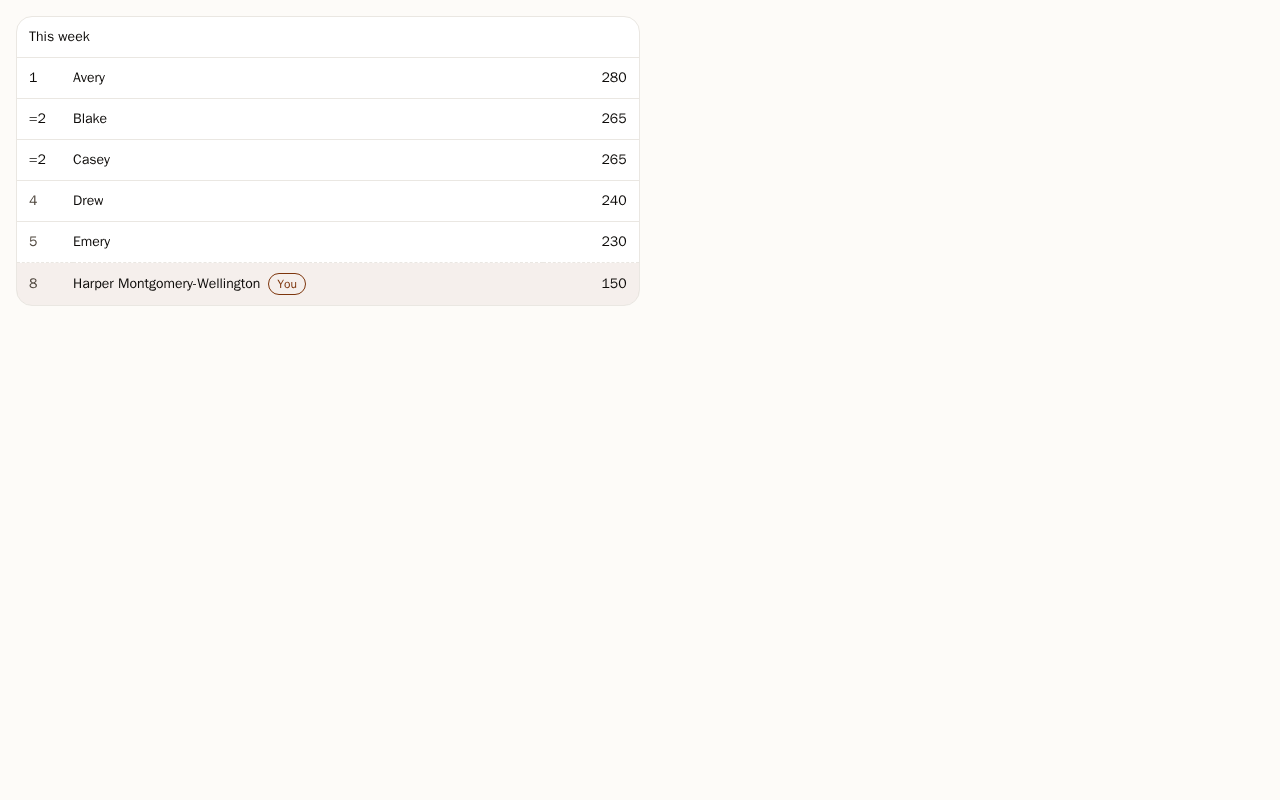 This week
1 Avery 280
=2 Blake 265
=2 Casey 265
4 Drew 240
5 Emery 230
8 Harper Montgomery-Wellington You 150